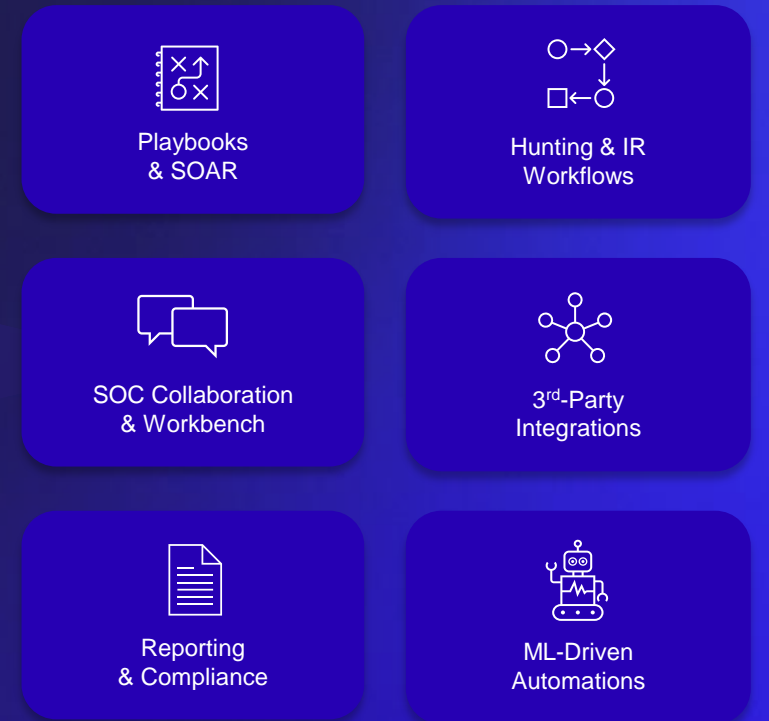 Playbooks
& SOAR
Hunting & IR
Workflows
SOC Collaboration
& Workbench
3rd-Party
Integrations
Reporting
& Compliance
ML-Driven
Automations